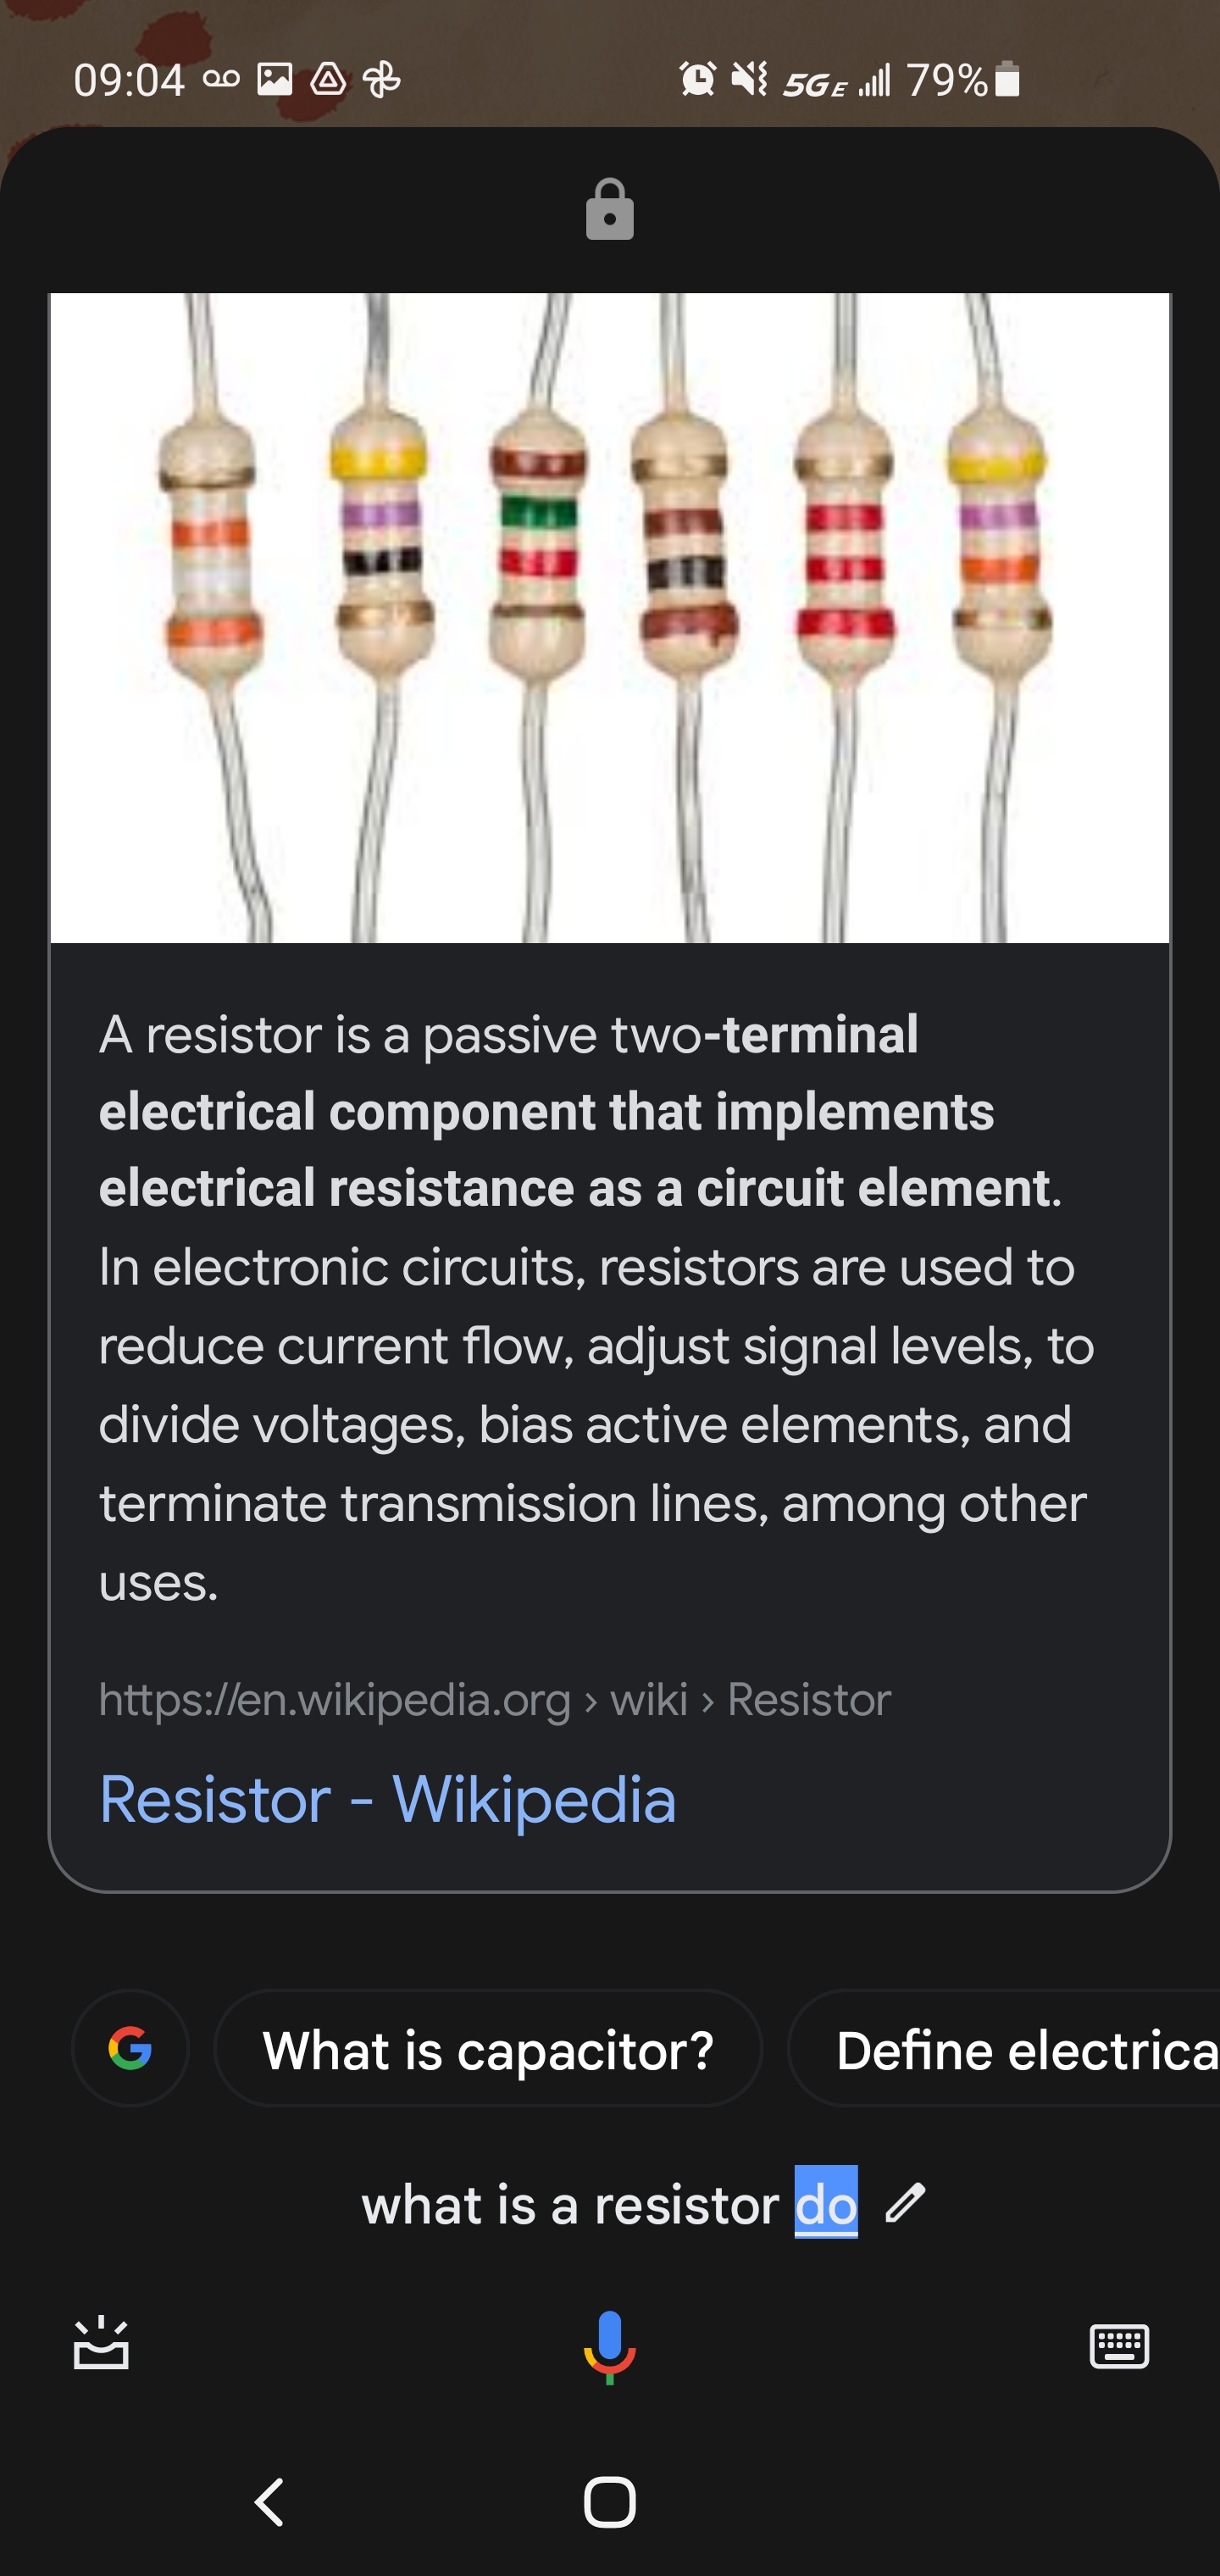 09:04 5GE 79%
A resistor is a passive two-terminal
electrical component that implements
electrical resistance as a circuit element.
In electronic circuits, resistors are used to
reduce current flow, adjust signal levels, to
divide voltages, bias active elements, and
terminate transmission lines, among other
uses.
https://en.wikipedia.org › wiki › Resistor
Resistor - Wikipedia
G What is capacitor? Define electrica
what is a resistor do